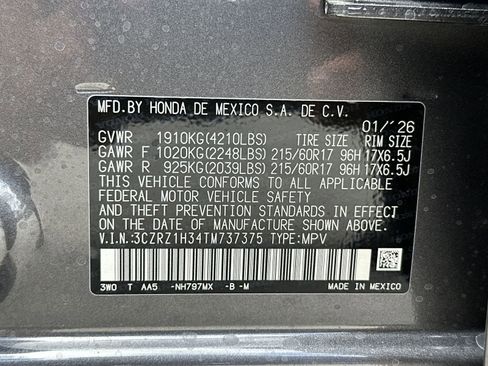 MFD. BY HONDA DE MEXICO S.A. DE C.V.
01/'26
GVWR 1910KG(4210LBS) TIRE SIZE RIM SIZE
GAWR F 1020KG(2248LBS) 215/60R17 96H 17X6.5J
GAWR R 925KG(2039LBS) 215/60R17 96H 17X6.5J
THIS VEHICLE CONFORMS TO ALL APPLICABLE
FEDERAL MOTOR VEHICLE SAFETY AND
THEFT PREVENTION STANDARDS IN EFFECT ON
THE DATE OF MANUFACTURE SHOWN ABOVE.
V.I.N:3CZRZ1H34TM737375 TYPE:MPV
3W0 T AA5 -NH797MX -B -M MADE IN MEXICO